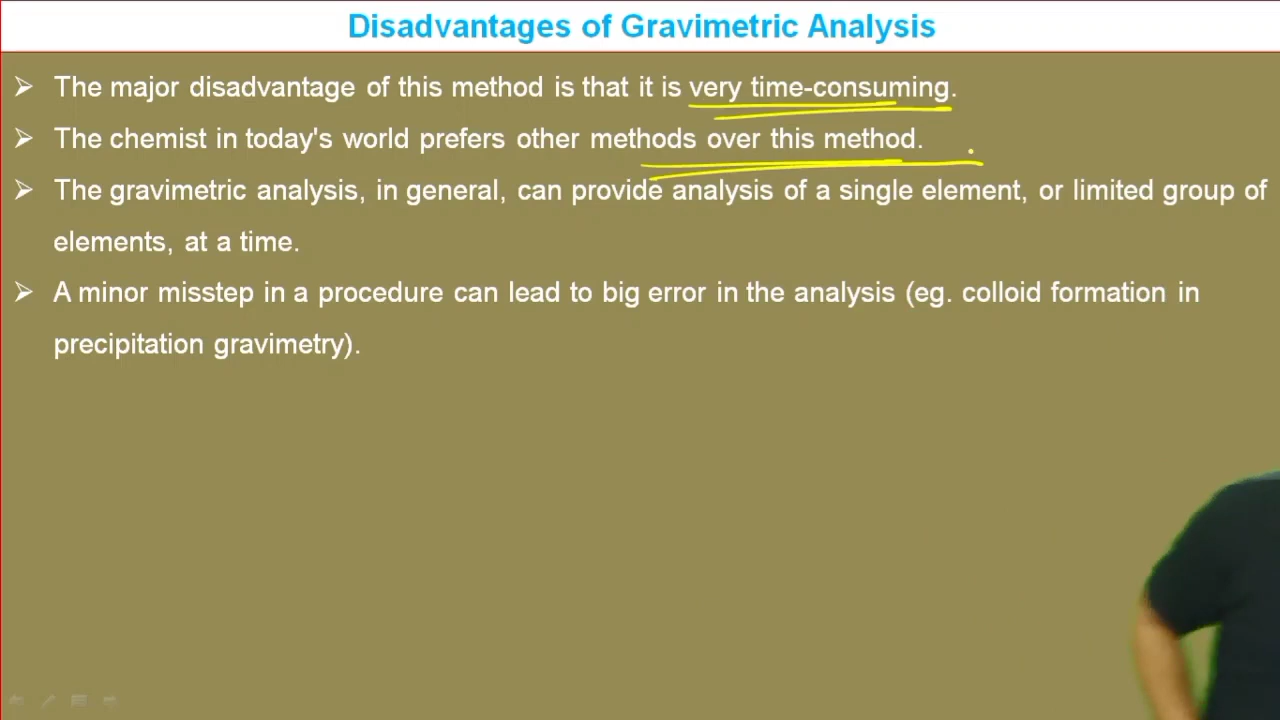 Disadvantages of Gravimetric Analysis
➢ The major disadvantage of this method is that it is very time-consuming.
➢ The chemist in today's world prefers other methods over this method.
➢ The gravimetric analysis, in general, can provide analysis of a single element, or limited group of
elements, at a time.
➢ A minor misstep in a procedure can lead to big error in the analysis (eg. colloid formation in
precipitation gravimetry).